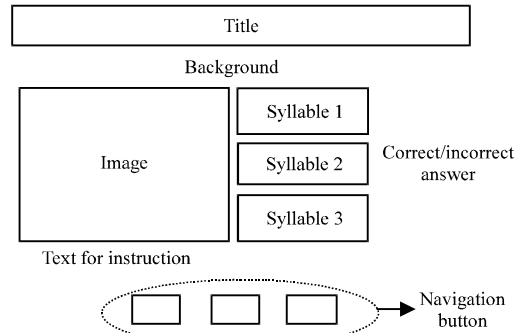 Title
Background
Image
Syllable 1
Syllable 2
Syllable 3
Correct/incorrect
answer
Text for instruction
Navigation
button